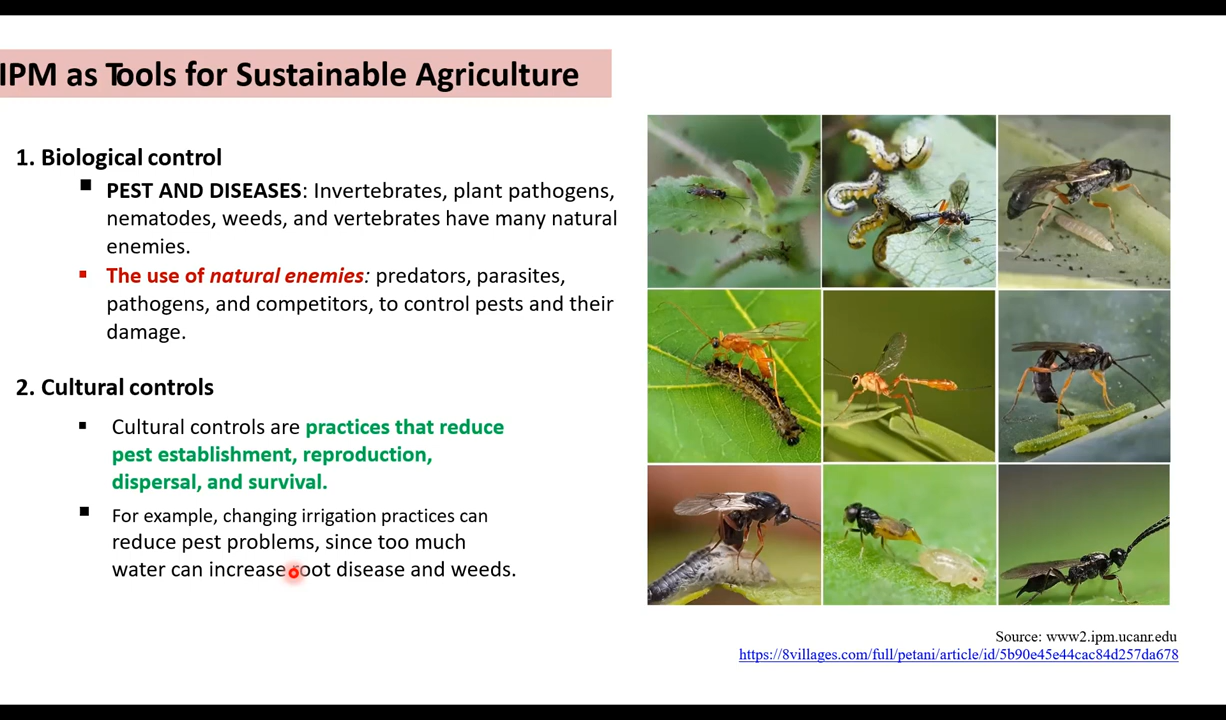 IPM as Tools for Sustainable Agriculture
1. Biological control
▪ PEST AND DISEASES: Invertebrates, plant pathogens,
nematodes, weeds, and vertebrates have many natural
enemies.
▪ The use of natural enemies: predators, parasites,
pathogens, and competitors, to control pests and their
damage.
2. Cultural controls
▪ Cultural controls are practices that reduce
pest establishment, reproduction,
dispersal, and survival.
▪ For example, changing irrigation practices can
reduce pest problems, since too much
water can increase root disease and weeds.
Source: www2.ipm.ucanr.edu
https://8villages.com/full/petani/article/id/5b90e45e44cac84d257da678